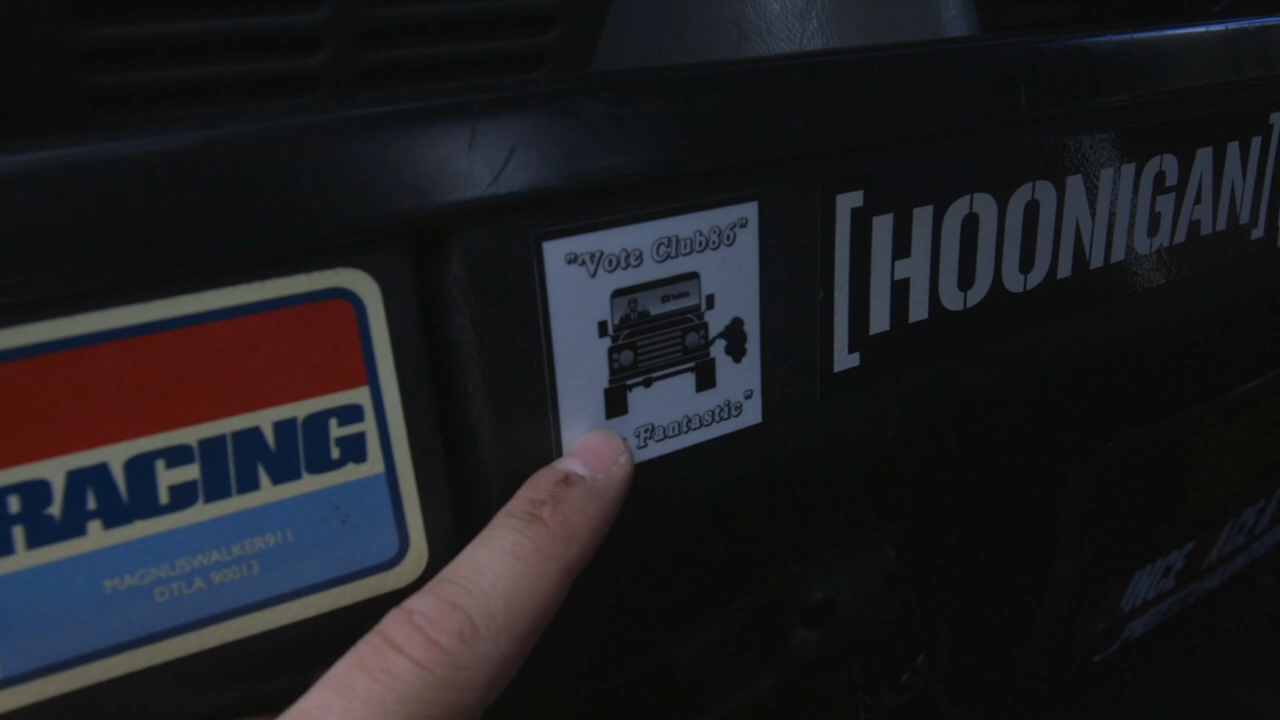 "Vote Club86"
Fantastic"
[HOONIGAN]
RACING
MAGNUSWALKER911
DTLA 90013